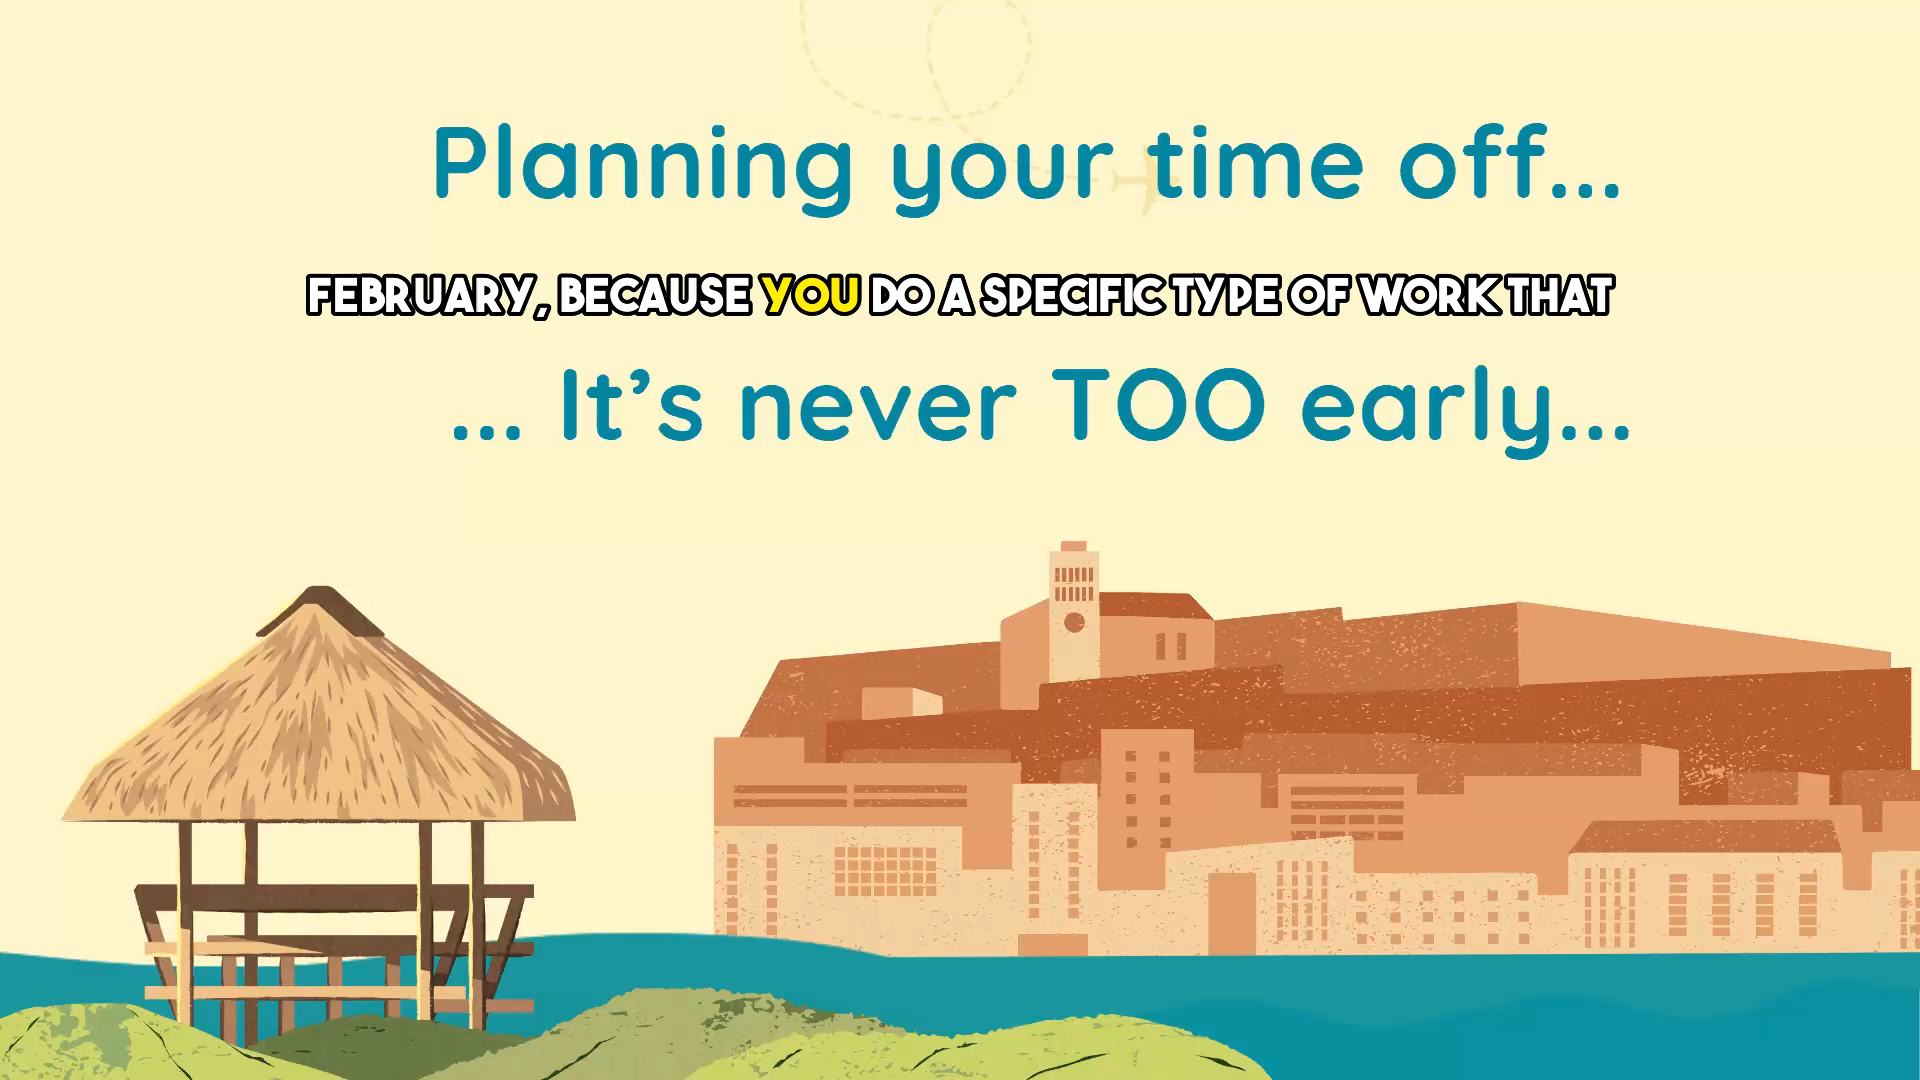 Planning your time off...
FEBRUARY, BECAUSE YOU DO A SPECIFIC TYPE OF WORK THAT
... It’s never TOO early...